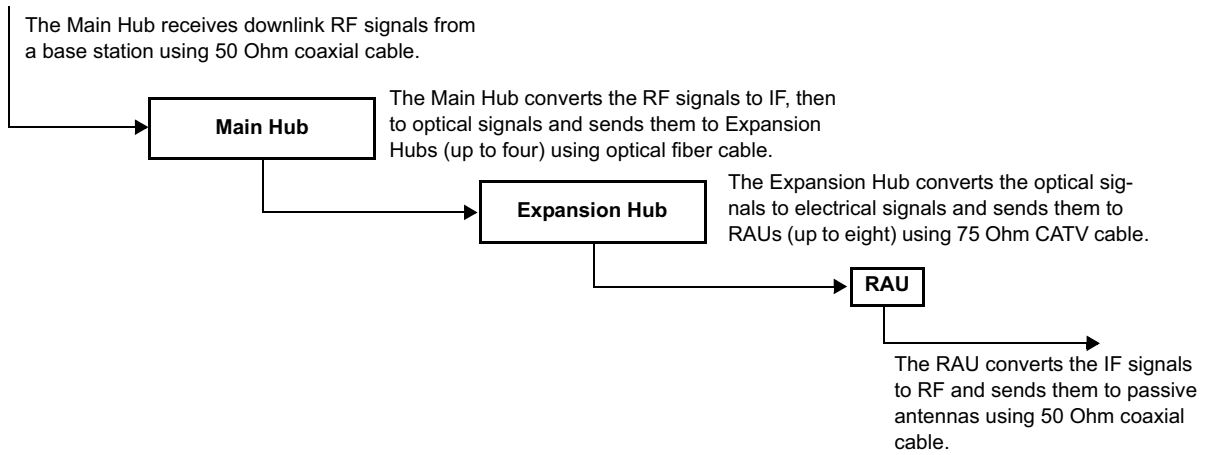 The Main Hub receives downlink RF signals from
a base station using 50 Ohm coaxial cable.
Main Hub
The Main Hub converts the RF signals to IF, then
to optical signals and sends them to Expansion
Hubs (up to four) using optical fiber cable.
Expansion Hub
The Expansion Hub converts the optical sig-
nals to electrical signals and sends them to
RAUs (up to eight) using 75 Ohm CATV cable.
RAU
The RAU converts the IF signals
to RF and sends them to passive
antennas using 50 Ohm coaxial
cable.